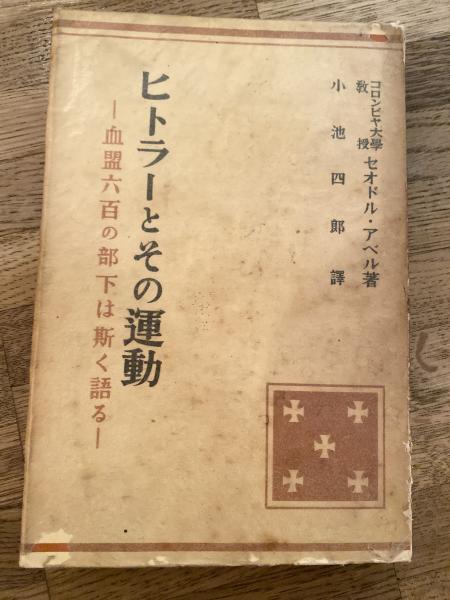 コロンビヤ大學教授 セオドル・アベル著
小池四郎譯
ヒトラーとその運動
―血盟六百の部下は斯く語る―